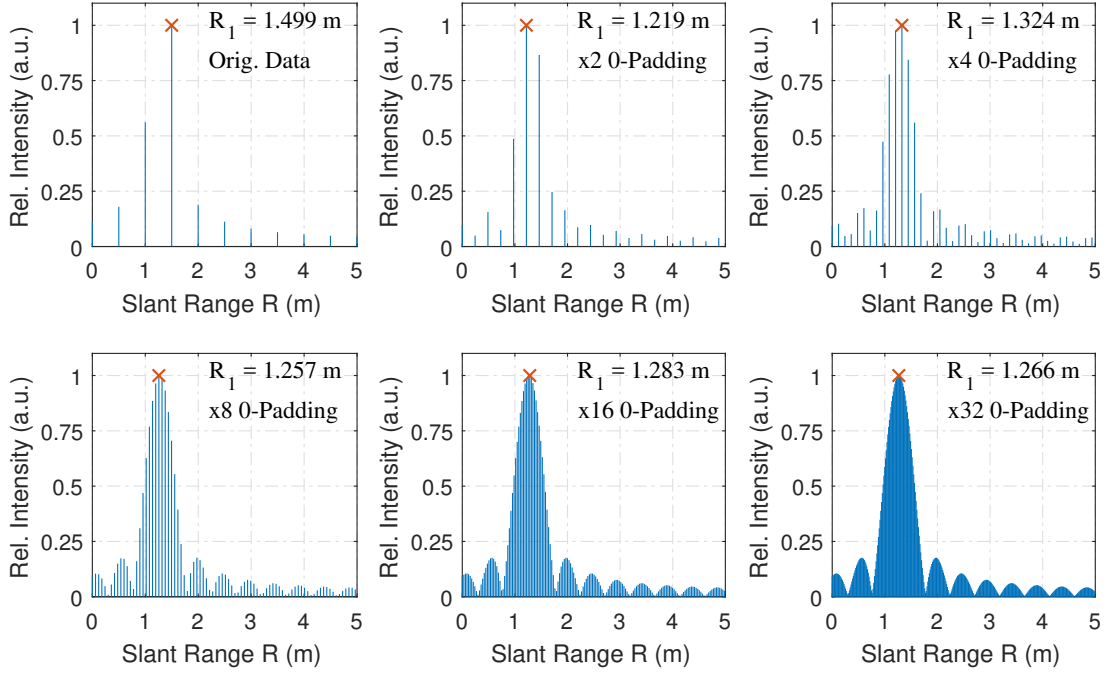 R1 = 1.499 m
Orig. Data
1
0.75
0.5
0.25
0
Rel. Intensity (a.u.)
0 1 2 3 4 5
Slant Range R (m)
R1 = 1.219 m
x2 0-Padding
1
0.75
0.5
0.25
0
Rel. Intensity (a.u.)
0 1 2 3 4 5
Slant Range R (m)
R1 = 1.324 m
x4 0-Padding
1
0.75
0.5
0.25
0
Rel. Intensity (a.u.)
0 1 2 3 4 5
Slant Range R (m)
R1 = 1.257 m
x8 0-Padding
1
0.75
0.5
0.25
0
Rel. Intensity (a.u.)
0 1 2 3 4 5
Slant Range R (m)
R1 = 1.283 m
x16 0-Padding
1
0.75
0.5
0.25
0
Rel. Intensity (a.u.)
0 1 2 3 4 5
Slant Range R (m)
R1 = 1.266 m
x32 0-Padding
1
0.75
0.5
0.25
0
Rel. Intensity (a.u.)
0 1 2 3 4 5
Slant Range R (m)